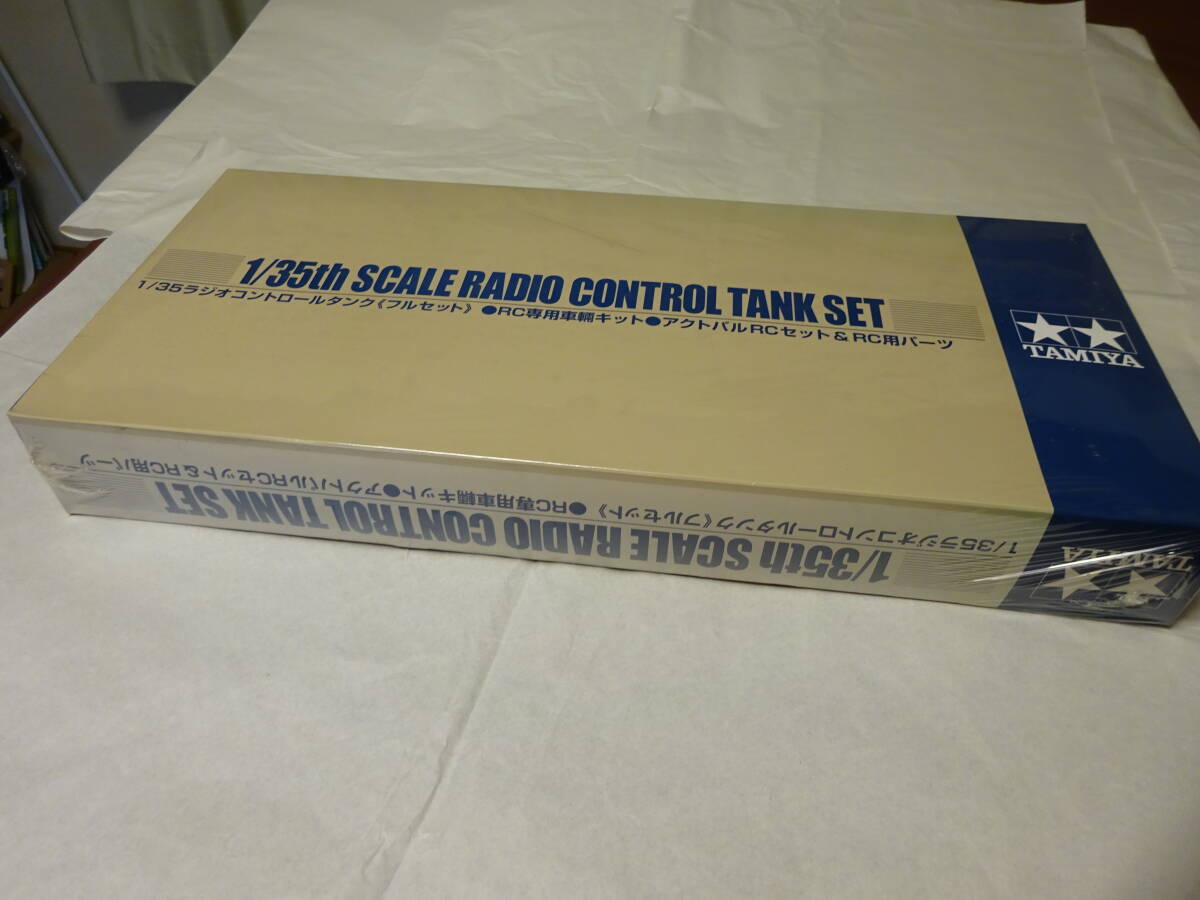 1/35th SCALE RADIO CONTROL TANK SET
1/35ラジオコントロールタンク《フルセット》 ●RC専用車輛キット●アクトパルRCセット&RC用パーツ
TAMIYA
1/35th SCALE RADIO CONTROL TANK SET
1/35ラジオコントロールタンク《フルセット》 ●RC専用車輛キット●アクトパルRCセット&RC用パーツ
TAMIYA